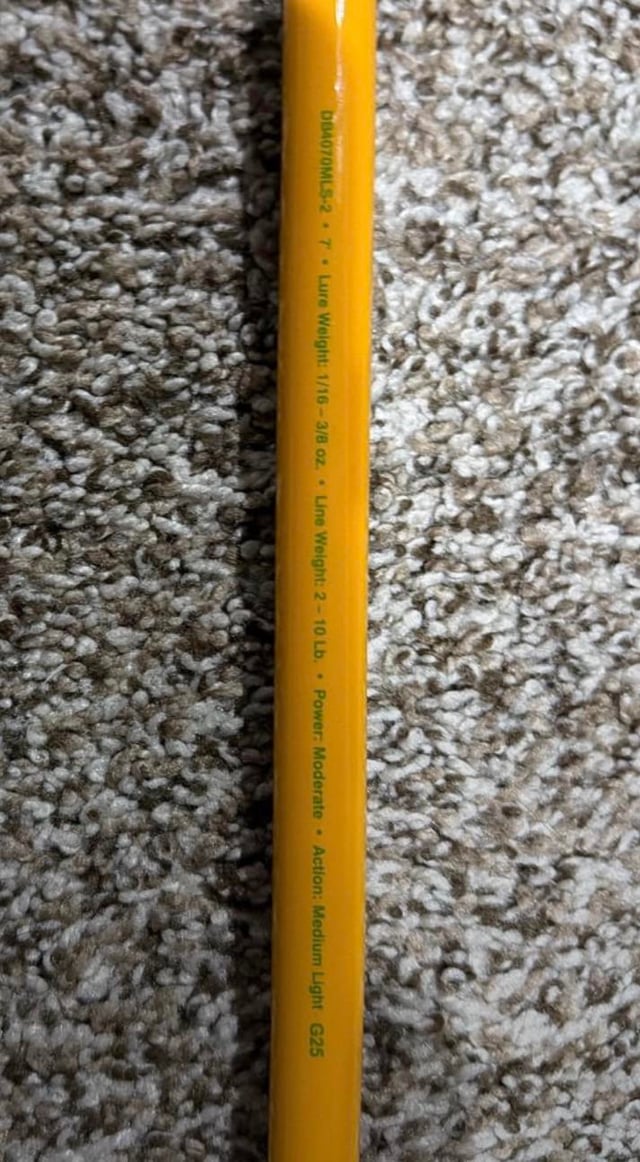 DB4070MLS-2 • 7' • Lure Weight: 1/16 – 3/8 oz. • Line Weight: 2 – 10 Lb. • Power: Moderate • Action: Medium Light G25